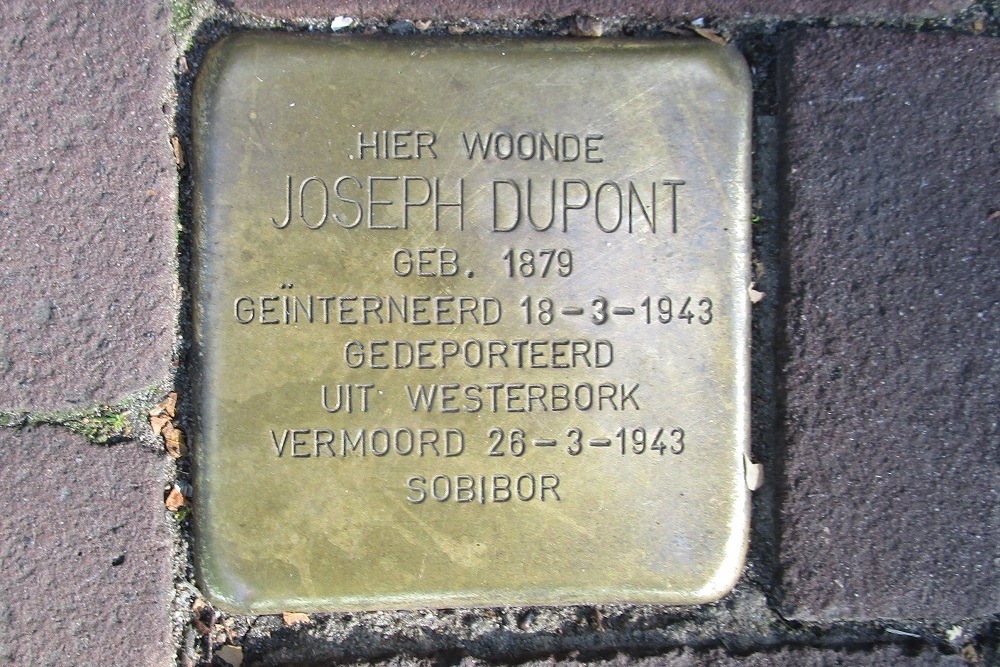 HIER WOONDE
JOSEPH DUPONT
GEB. 1879
GEÏNTERNEERD 18-3-1943
GEDEPORTEERD
UIT WESTERBORK
VERMOORD 26-3-1943
SOBIBOR